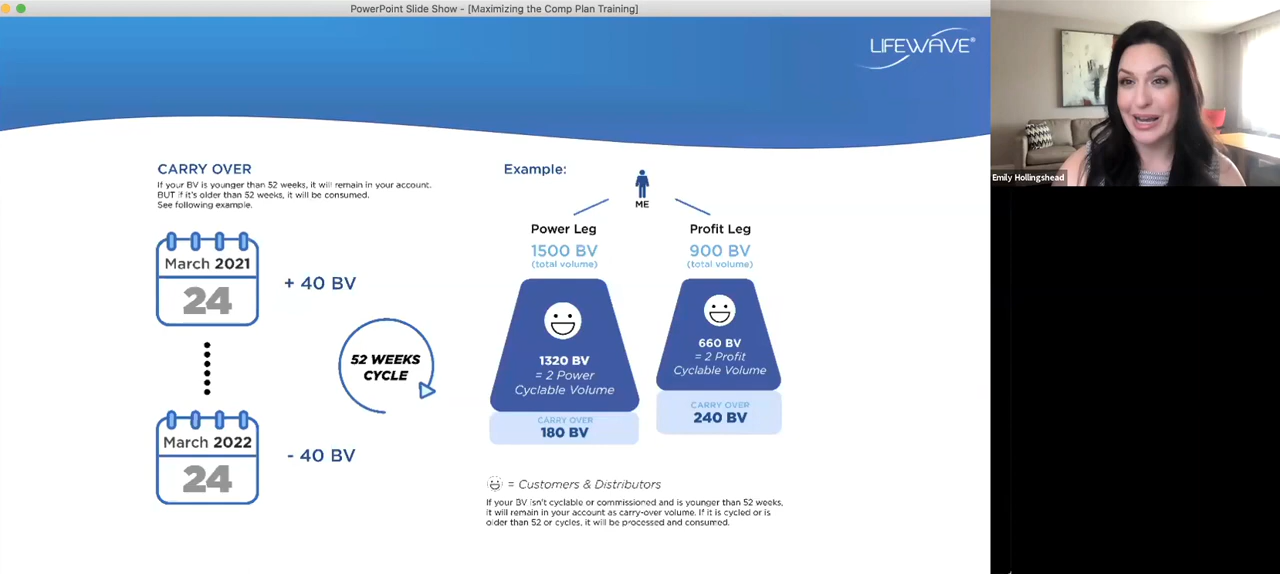 PowerPoint Slide Show - [Maximizing the Comp Plan Training]
LIFEWAVE®
CARRY OVER
If your BV is younger than 52 weeks, it will remain in your account.
BUT if it's older than 52 weeks, it will be consumed.
See following example.
March 2021
24
+ 40 BV
52 WEEKS
CYCLE
March 2022
24
- 40 BV
Example:
ME
Power Leg
1500 BV
(total volume)
1320 BV
= 2 Power
Cyclable Volume
CARRY OVER
180 BV
Profit Leg
900 BV
(total volume)
660 BV
= 2 Profit
Cyclable Volume
CARRY OVER
240 BV
= Customers & Distributors
If your BV isn't cyclable or commissioned and is younger than 52 weeks,
it will remain in your account as carry-over volume. If it is cycled or is
older than 52 or cycles, it will be processed and consumed.
Emily Hollingshead